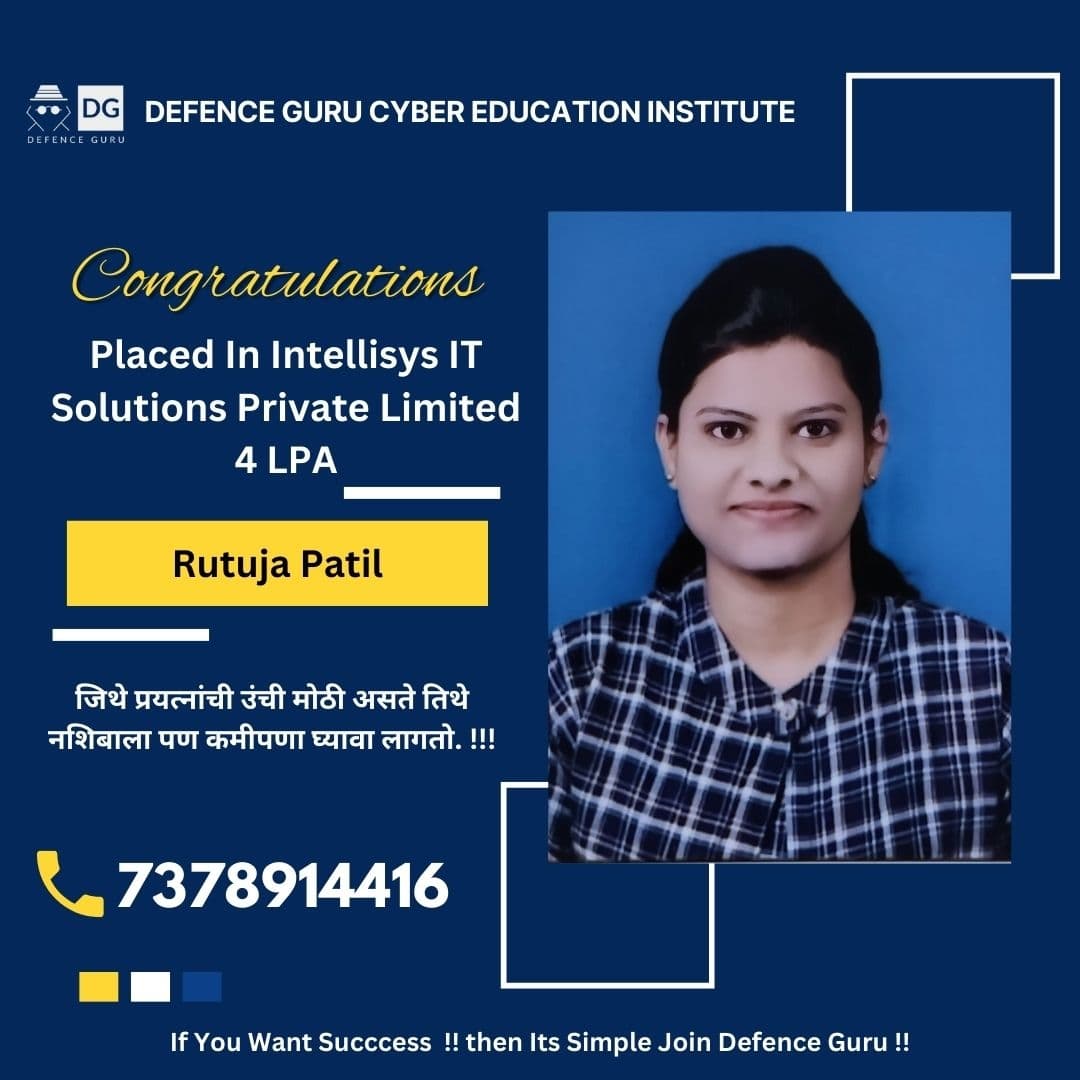 DG
DEFENCE GURU
DEFENCE GURU CYBER EDUCATION INSTITUTE
Congratulations
Placed In Intellisys IT
Solutions Private Limited
4 LPA
Rutuja Patil
जिथे प्रयत्नांची उंची मोठी असते तिथे
नशिबाला पण कमीपणा घ्यावा लागतो. !!!
7378914416
If You Want Succcess !! then Its Simple Join Defence Guru !!